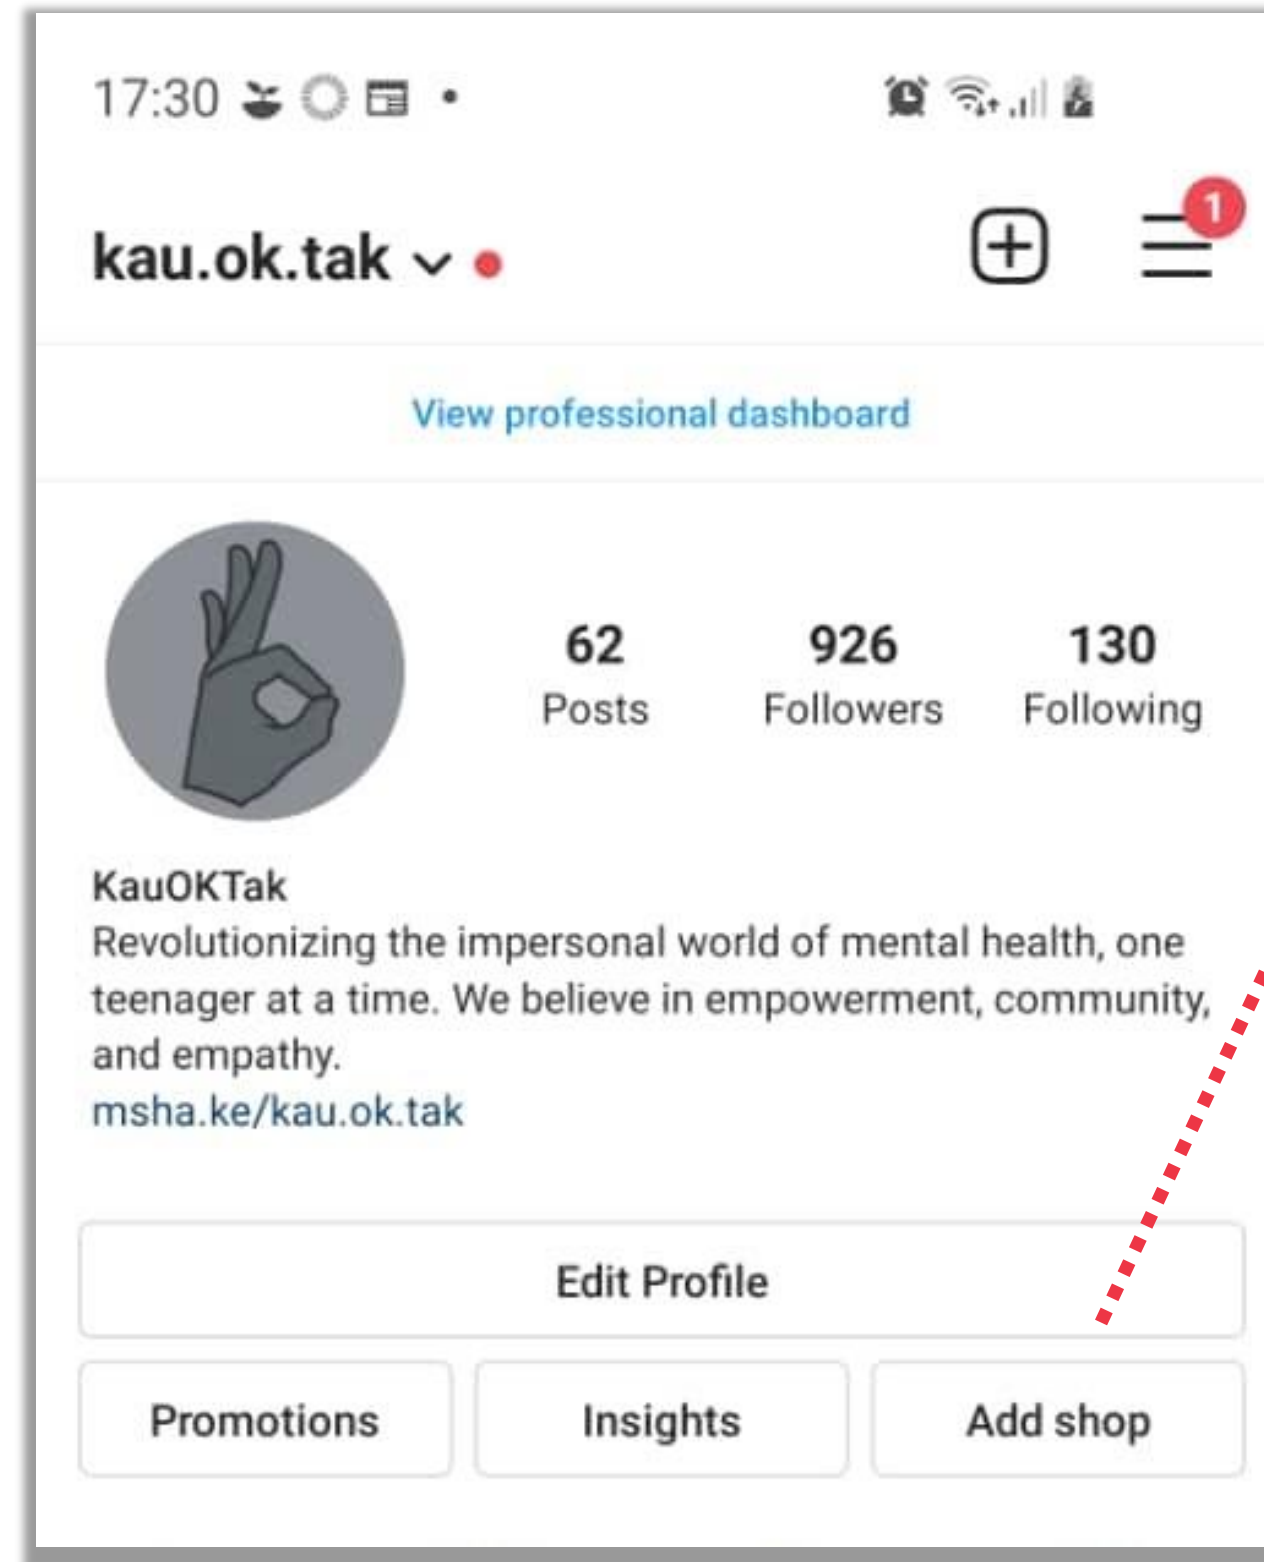 17:30
kau.ok.tak
1
View professional dashboard
62 926 130
Posts Followers Following
KauOKTak
Revolutionizing the impersonal world of mental health, one
teenager at a time. We believe in empowerment, community,
and empathy.
msha.ke/kau.ok.tak
Edit Profile
Promotions Insights Add shop